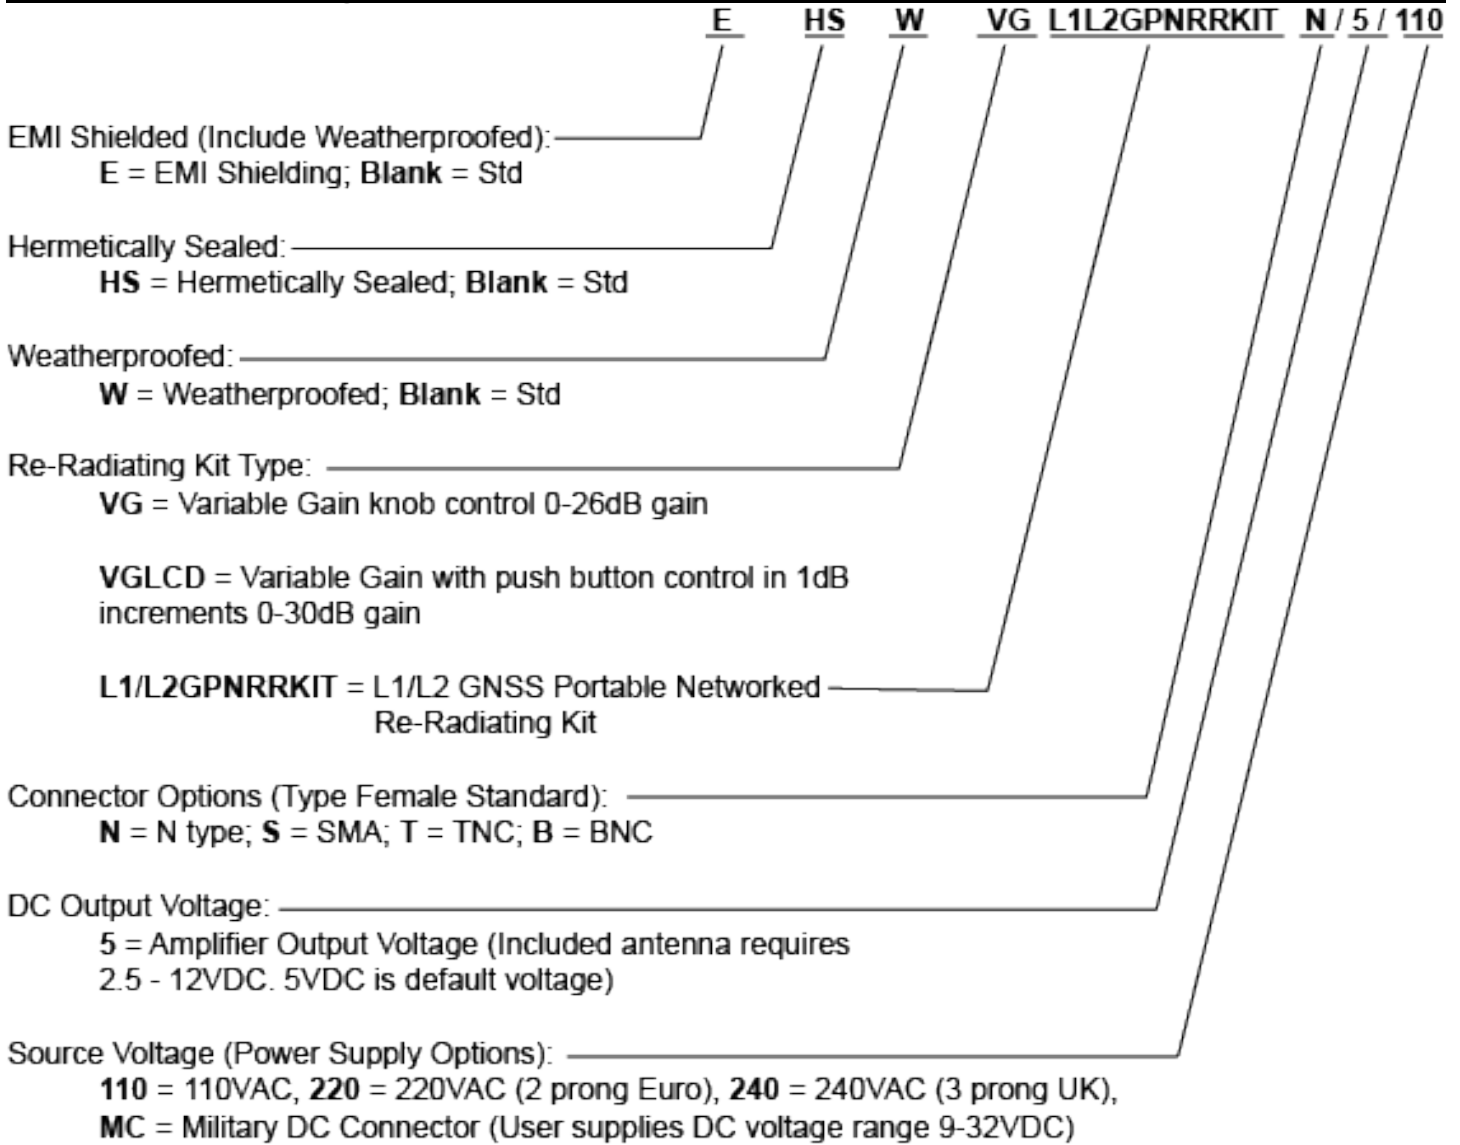 E HS W VG L1L2GPNRRKIT N / 5 / 110
EMI Shielded (Include Weatherproofed):
E = EMI Shielding; Blank = Std
Hermetically Sealed:
HS = Hermetically Sealed; Blank = Std
Weatherproofed:
W = Weatherproofed; Blank = Std
Re-Radiating Kit Type:
VG = Variable Gain knob control 0-26dB gain
VGLCD = Variable Gain with push button control in 1dB
increments 0-30dB gain
L1/L2GPNRRKIT = L1/L2 GNSS Portable Networked
Re-Radiating Kit
Connector Options (Type Female Standard):
N = N type; S = SMA; T = TNC; B = BNC
DC Output Voltage:
5 = Amplifier Output Voltage (Included antenna requires
2.5 - 12VDC. 5VDC is default voltage)
Source Voltage (Power Supply Options):
110 = 110VAC, 220 = 220VAC (2 prong Euro), 240 = 240VAC (3 prong UK),
MC = Military DC Connector (User supplies DC voltage range 9-32VDC)